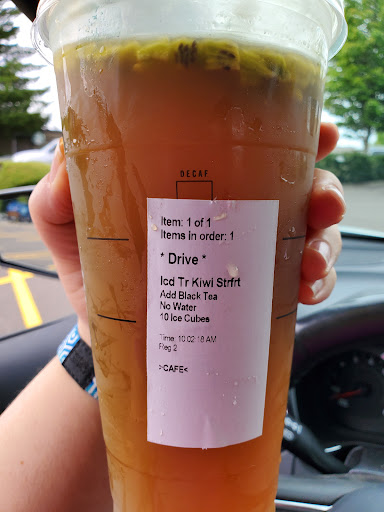 DECAF
Item: 1 of 1
Items in order: 1
* Drive *
Icd Tr Kiwi Strfrt
Add Black Tea
No Water
10 Ice Cubes
Time: 10:02:18 AM
Reg 2
>CAFE<